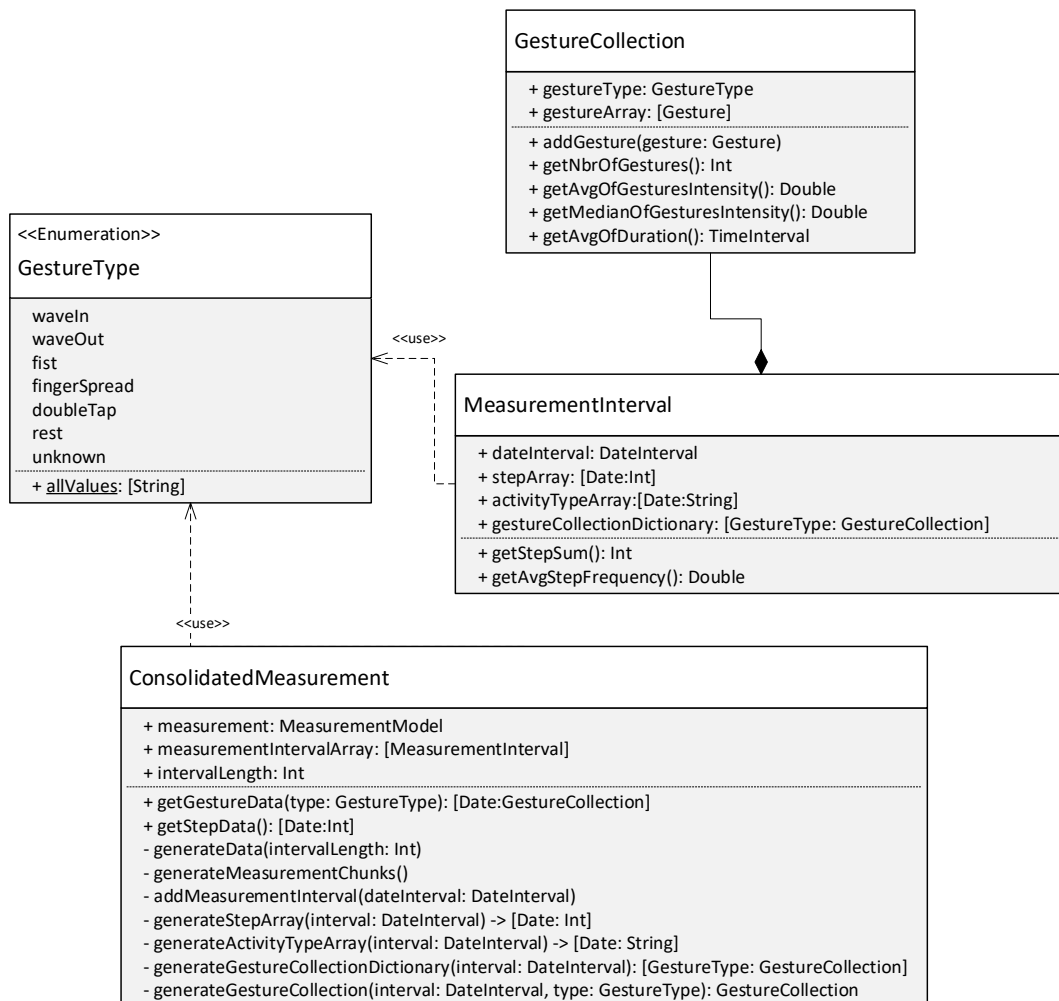 GestureCollection
+ gestureType: GestureType
+ gestureArray: [Gesture]
+ addGesture(gesture: Gesture)
+ getNbrOfGestures(): Int
+ getAvgOfGesturesIntensity(): Double
+ getMedianOfGesturesIntensity(): Double
+ getAvgOfDuration(): TimeInterval
<<Enumeration>>
GestureType
waveIn
waveOut
fist
fingerSpread
doubleTap
rest
unknown
+ allValues: [String]
<<use>>
MeasurementInterval
+ dateInterval: DateInterval
+ stepArray: [Date:Int]
+ activityTypeArray:[Date:String]
+ gestureCollectionDictionary: [GestureType: GestureCollection]
+ getStepSum(): Int
+ getAvgStepFrequency(): Double
<<use>>
ConsolidatedMeasurement
+ measurement: MeasurementModel
+ measurementIntervalArray: [MeasurementInterval]
+ intervalLength: Int
+ getGestureData(type: GestureType): [Date:GestureCollection]
+ getStepData(): [Date:Int]
- generateData(intervalLength: Int)
- generateMeasurementChunks()
- addMeasurementInterval(dateInterval: DateInterval)
- generateStepArray(interval: DateInterval) -> [Date: Int]
- generateActivityTypeArray(interval: DateInterval) -> [Date: String]
- generateGestureCollectionDictionary(interval: DateInterval): [GestureType: GestureCollection]
- generateGestureCollection(interval: DateInterval, type: GestureType): GestureCollection